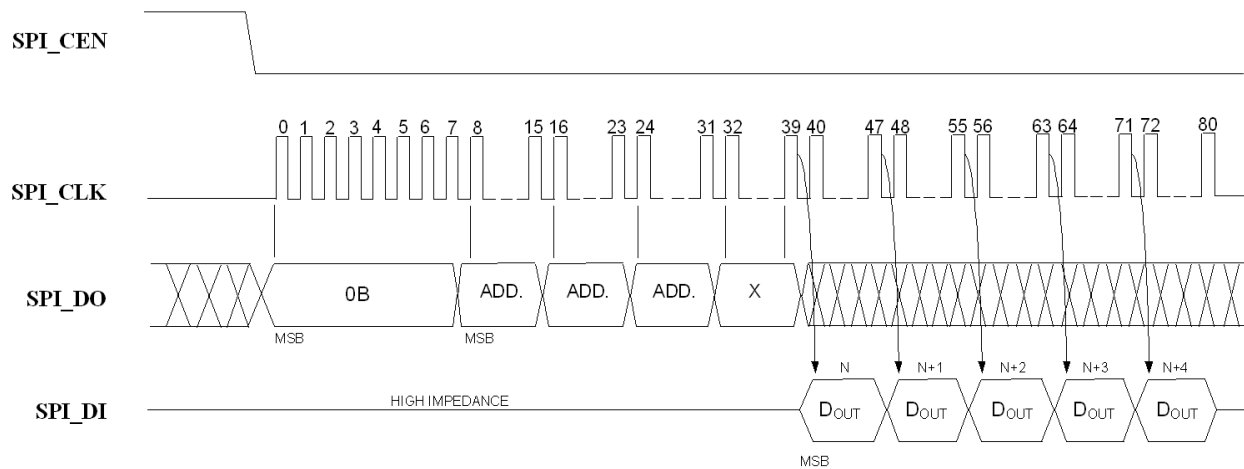 SPI_CEN
0 1 2 3 4 5 6 7 8 15 16 23 24 31 32 39 40 47 48 55 56 63 64 71 72 80
SPI_CLK
SPI_DO
0B ADD. ADD. ADD. X
MSB MSB
N N+1 N+2 N+3 N+4
SPI_DI
HIGH IMPEDANCE
DOUT DOUT DOUT DOUT DOUT
MSB